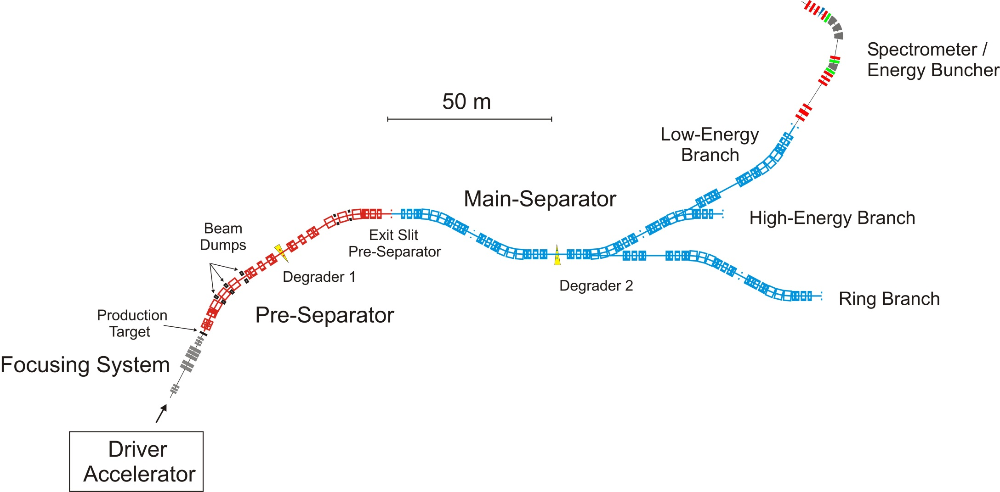 Spectrometer /
Energy Buncher
50 m
Low-Energy
Branch
Main-Separator
High-Energy Branch
Beam
Dumps
Exit Slit
Pre-Separator
Degrader 1
Degrader 2
Ring Branch
Production
Target
Pre-Separator
Focusing System
Driver
Accelerator